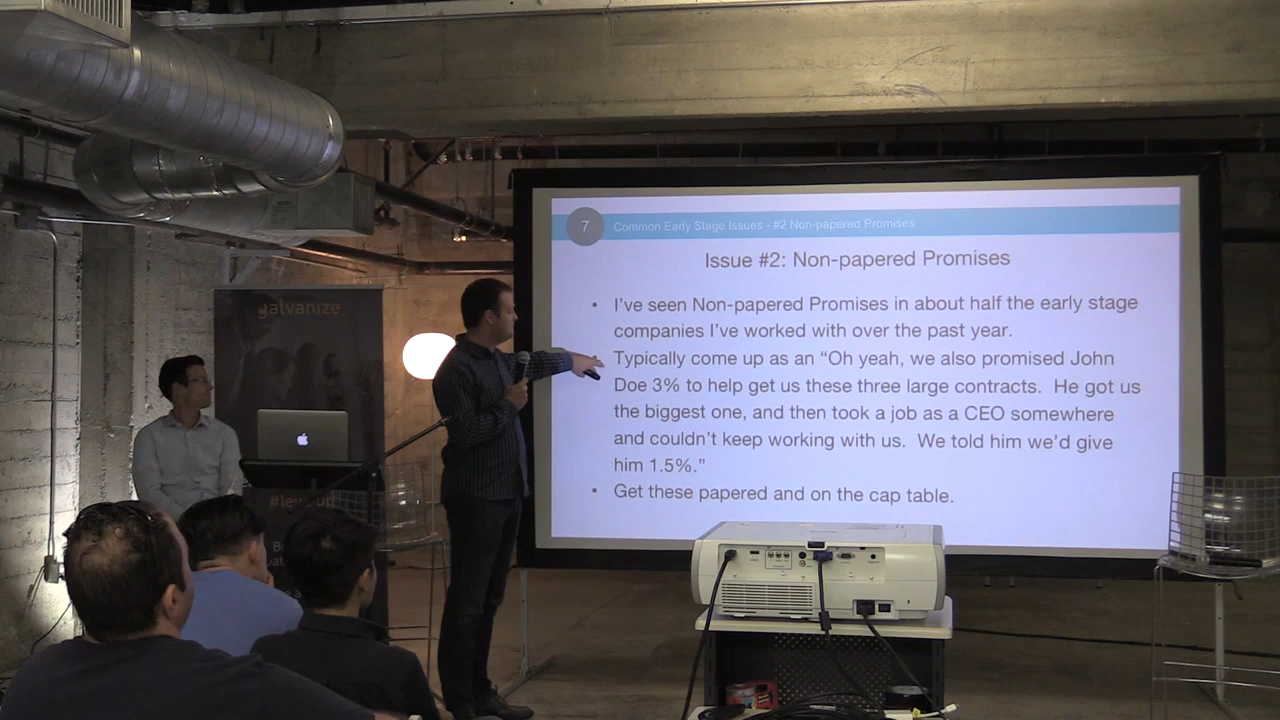 7
Common Early Stage Issues - #2 Non-papered Promises
Issue #2: Non-papered Promises
• I've seen Non-papered Promises in about half the early stage
companies I've worked with over the past year.
Typically come up as an “Oh yeah, we also promised John
Doe 3% to help get us these three large contracts. He got us
the biggest one, and then took a job as a CEO somewhere
and couldn't keep working with us. We told him we'd give
him 1.5%.”
• Get these papered and on the cap table.
galvanize